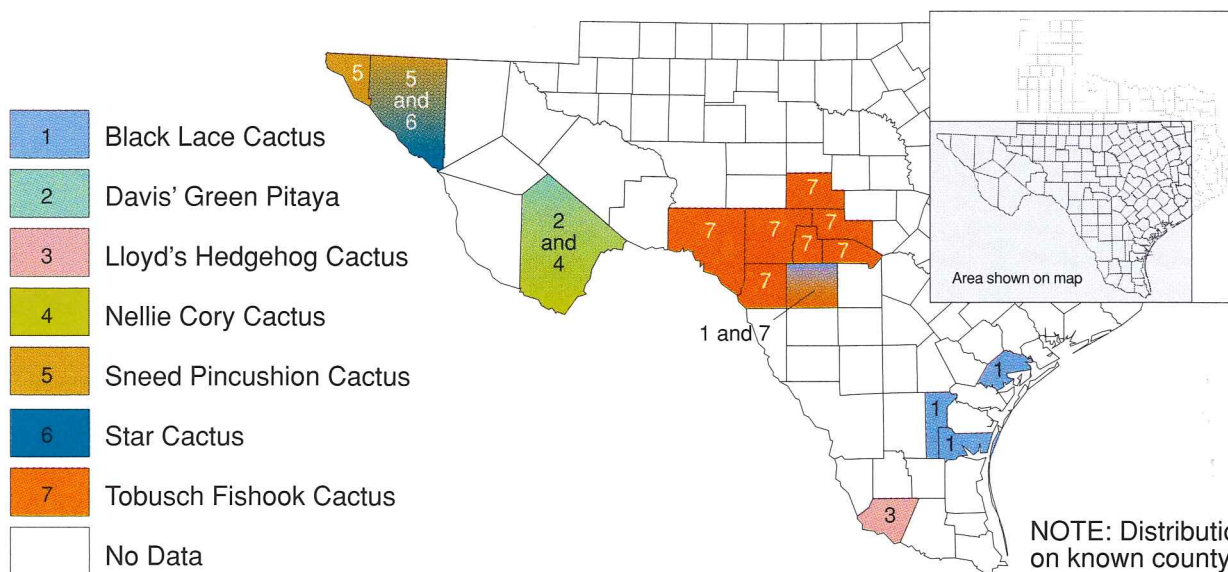 1 Black Lace Cactus
2 Davis' Green Pitaya
3 Lloyd's Hedgehog Cactus
4 Nellie Cory Cactus
5 Sneed Pincushion Cactus
6 Star Cactus
7 Tobusch Fishook Cactus
No Data
5
5
and
6
2
and
4
7
7
7
7
7
7
7
1 and 7
1
1
1
3
Area shown on map
NOTE: Distributio
on known county